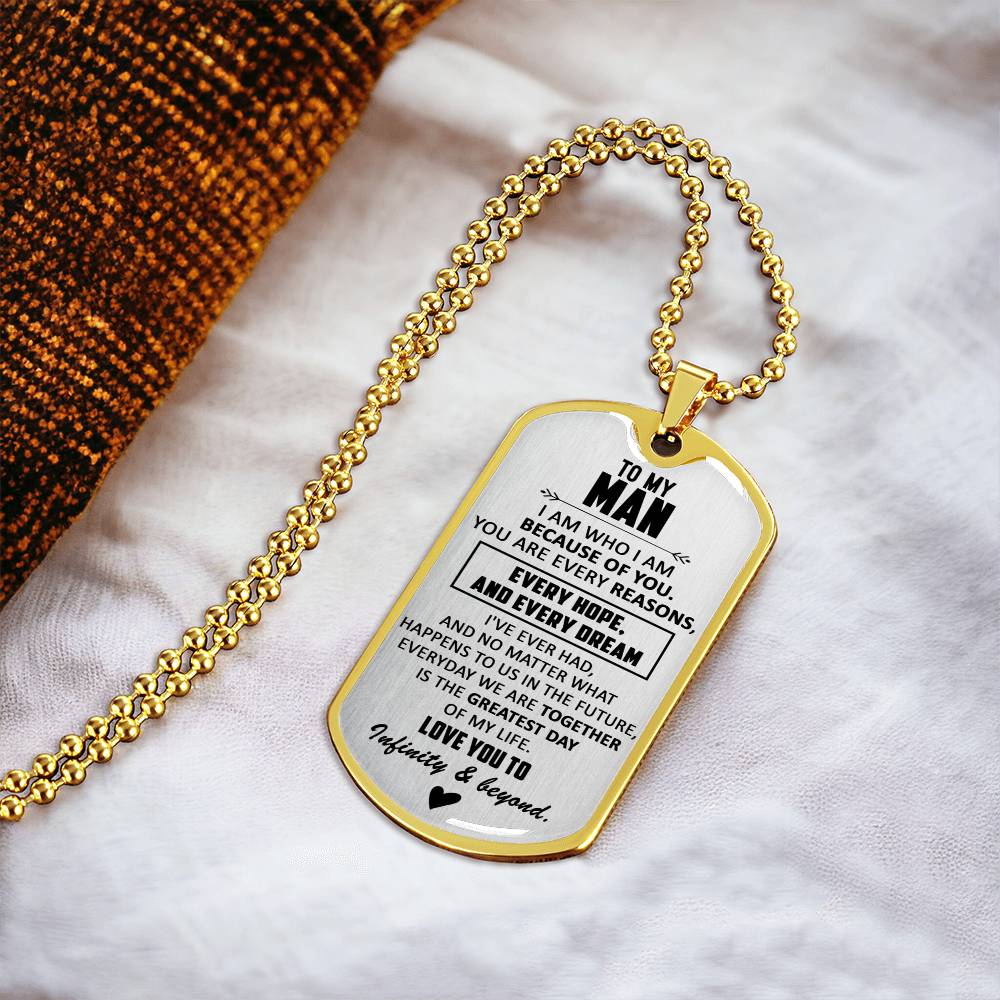 TO MY
MAN
I AM WHO I AM
BECAUSE OF YOU.
YOU ARE EVERY REASONS,
EVERY HOPE,
AND EVERY DREAM
I'VE EVER HAD,
AND NO MATTER WHAT
HAPPENS TO US IN THE FUTURE,
EVERYDAY WE ARE TOGETHER
IS THE GREATEST DAY
OF MY LIFE.
LOVE YOU TO
Infinity & beyond.